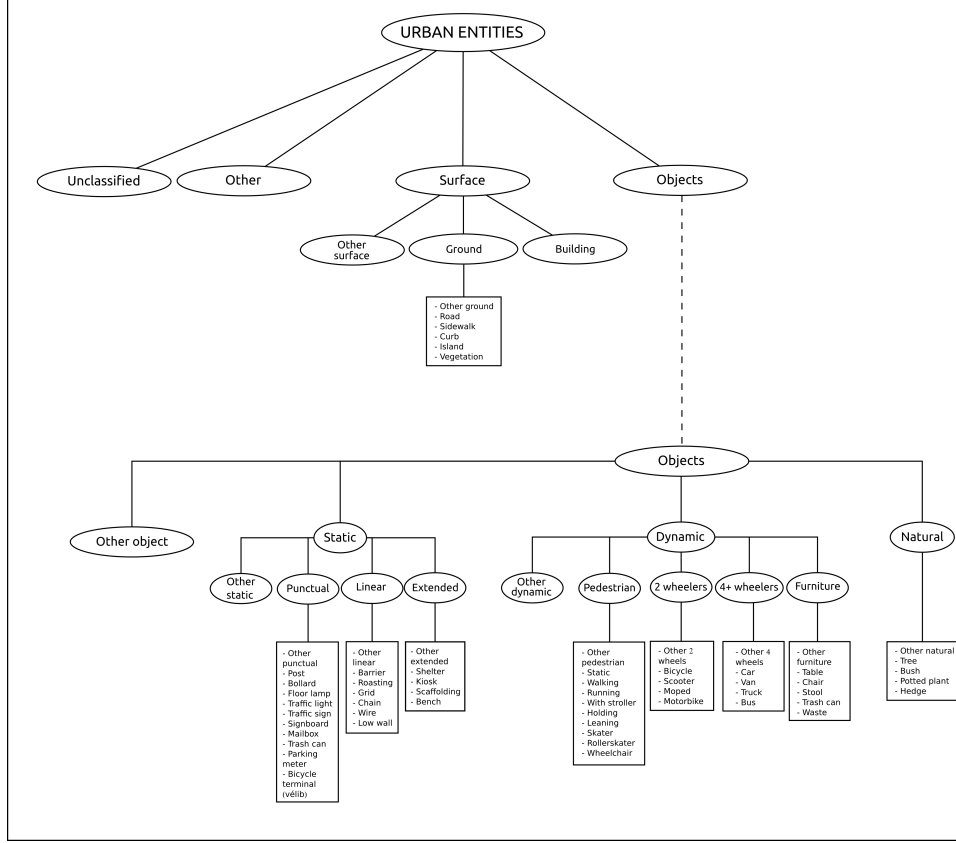 URBAN ENTITIES
Unclassified
Other
Surface
Objects
Other
surface
Ground
Building
- Other ground
- Road
- Sidewalk
- Curb
- Island
- Vegetation
Objects
Other object
Static
Dynamic
Natural
Other
static
Punctual
Linear
Extended
Other
dynamic
Pedestrian
2 wheelers
4+ wheelers
Furniture
- Other
punctual
- Post
- Bollard
- Floor lamp
- Traffic light
- Traffic sign
- Signboard
- Mailbox
- Trash can
- Parking
meter
- Bicycle
terminal
(vélib)
- Other
linear
- Barrier
- Roasting
- Grid
- Chain
- Wire
- Low wall
- Other
extended
- Shelter
- Kiosk
- Scaffolding
- Bench
- Other
pedestrian
- Static
- Walking
- Running
- With stroller
- Holding
- Leaning
- Skater
- Rollerskater
- Wheelchair
- Other 2
wheels
- Bicycle
- Scooter
- Moped
- Motorbike
- Other 4
wheels
- Car
- Van
- Truck
- Bus
- Other
furniture
- Table
- Chair
- Stool
- Trash can
- Waste
- Other natural
- Tree
- Bush
- Potted plant
- Hedge